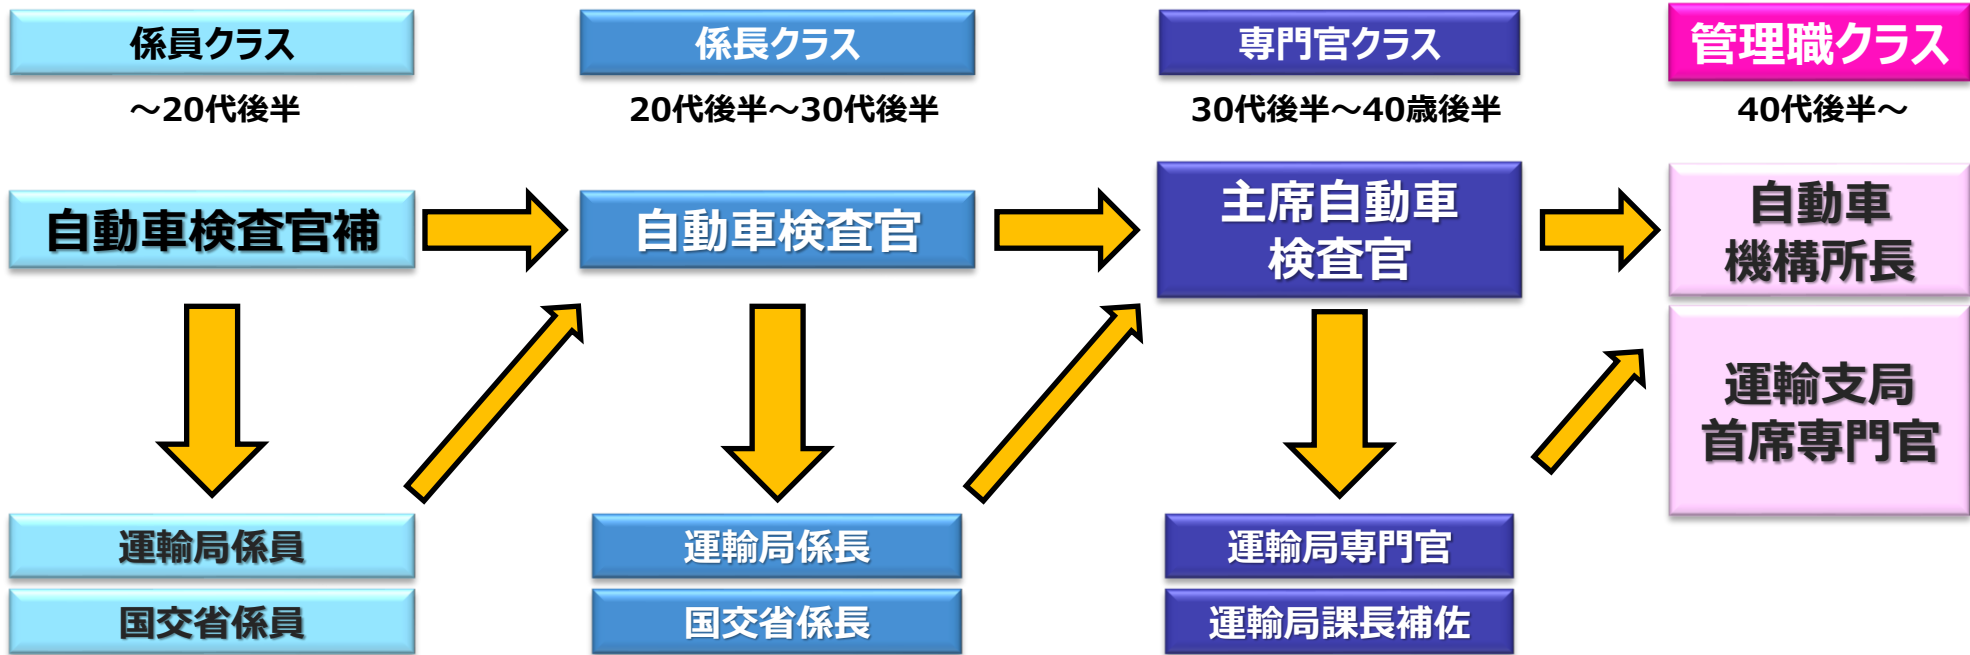 係員クラス
係長クラス
専門官クラス
管理職クラス
～20代後半
20代後半～30代後半
30代後半～40歳後半
40代後半～
自動車検査官補
自動車検査官
主席自動車
検査官
自動車
機構所長
運輸支局
首席専門官
運輸局係員
運輸局係長
運輸局専門官
国交省係員
国交省係長
運輸局課長補佐